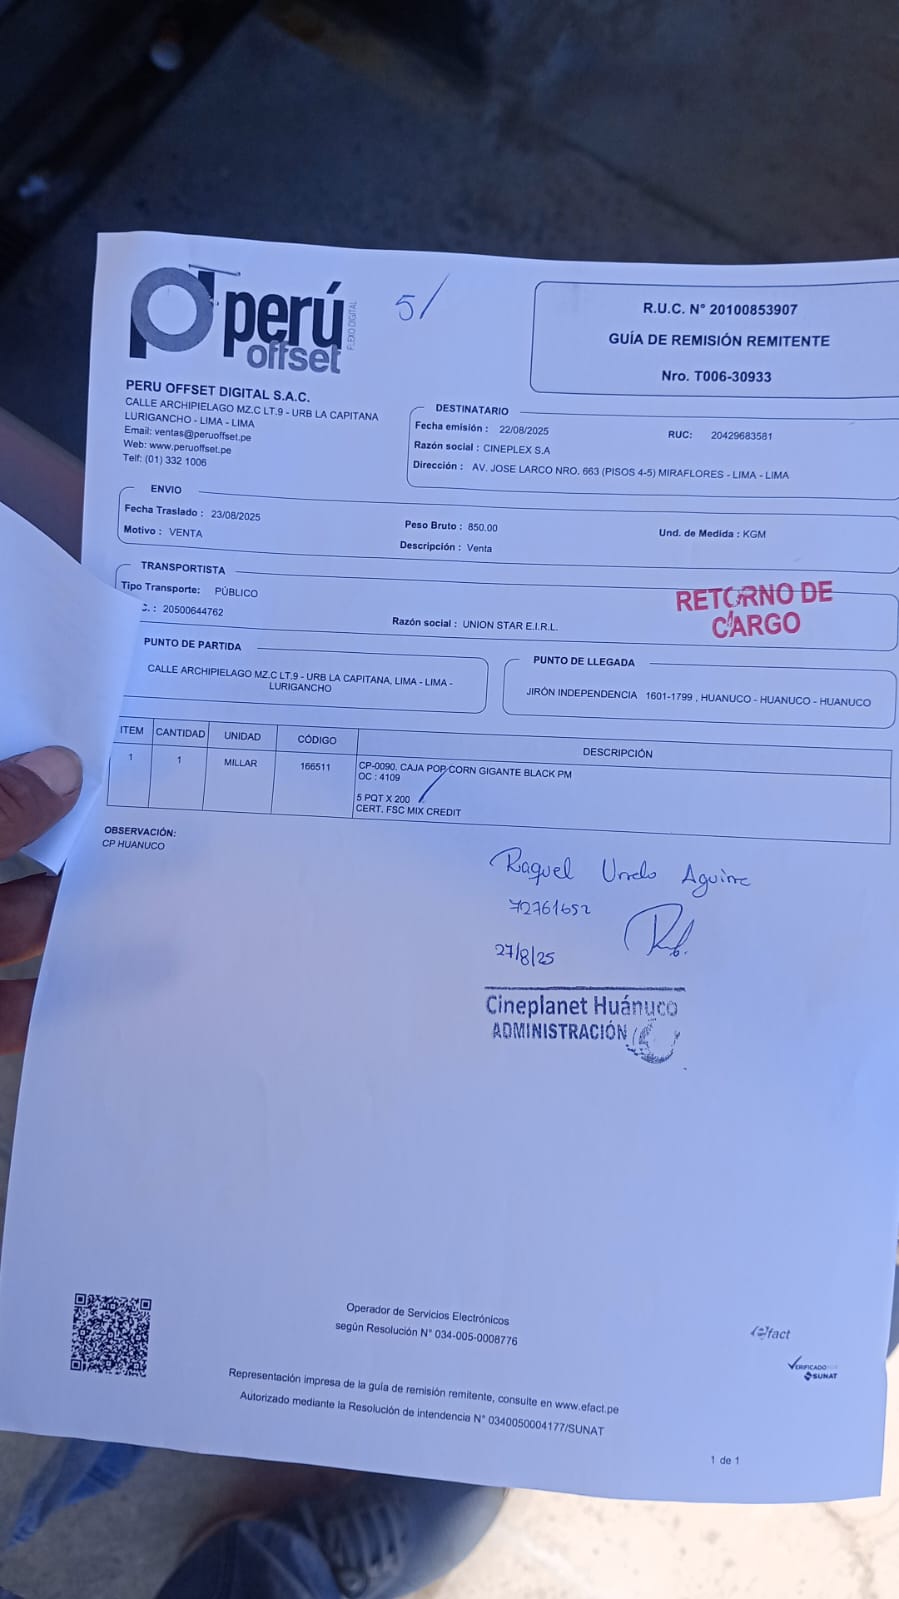 perú
offset
FLEXO DIGITAL
5/
R.U.C. N° 20100853907
GUÍA DE REMISIÓN REMITENTE
Nro. T006-30933
PERU OFFSET DIGITAL S.A.C.
CALLE ARCHIPIELAGO MZ.C LT.9 - URB LA CAPITANA
LURIGANCHO - LIMA - LIMA
Email: ventas@peruoffset.pe
Web: www.peruoffset.pe
Telf: (01) 332 1006
DESTINATARIO
Fecha emisión : 22/08/2025 RUC: 20429683581
Razón social : CINEPLEX S.A
Dirección : AV. JOSE LARCO NRO. 663 (PISOS 4-5) MIRAFLORES - LIMA - LIMA
ENVIO
Fecha Traslado : 23/08/2025 Peso Bruto : 850.00 Und. de Medida : KGM
Motivo : VENTA Descripción : Venta
TRANSPORTISTA
Tipo Transporte: PÚBLICO
C. : 20500644762 Razón social : UNION STAR E.I.R.L.
RETORNO DE
CARGO
PUNTO DE PARTIDA
CALLE ARCHIPIELAGO MZ.C LT.9 - URB LA CAPITANA, LIMA - LIMA -
LURIGANCHO
PUNTO DE LLEGADA
JIRÓN INDEPENDENCIA 1601-1799 , HUANUCO - HUANUCO - HUANUCO
ITEM CANTIDAD UNIDAD CÓDIGO DESCRIPCIÓN
1 1 MILLAR 166511 CP-0090. CAJA POP CORN GIGANTE BLACK PM
OC : 4109
5 PQT X 200
CERT. FSC MIX CREDIT
OBSERVACIÓN:
CP HUANUCO
Raquel Aguirre
72761652
27/8/25
Cineplanet Huánuco
ADMINISTRACIÓN
Operador de Servicios Electrónicos
según Resolución N° 034-005-0008776
efact
VERIFICADO
SUNAT
Representación impresa de la guía de remisión remitente, consulte en www.efact.pe
Autorizado mediante la Resolución de intendencia N° 0340050004177/SUNAT
1 de 1